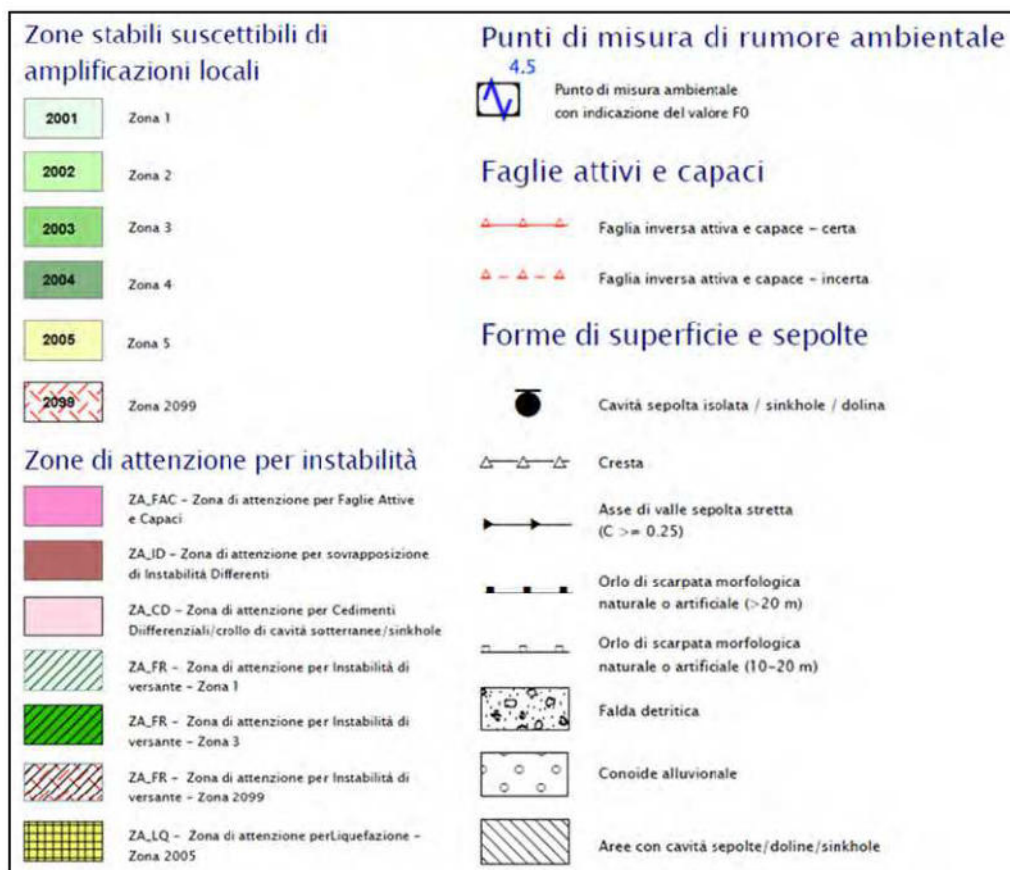 Zone stabili suscettibili di
amplificazioni locali
2001 Zona 1
2002 Zona 2
2003 Zona 3
2004 Zona 4
2005 Zona 5
2099 Zona 2099
Zone di attenzione per instabilità
ZA_FAC - Zona di attenzione per Faglie Attive
e Capaci
ZA_ID - Zona di attenzione per sovrapposizione
di Instabilità Differenti
ZA_CD - Zona di attenzione per Cedimenti
Diifferenziali/crollo di cavità sotterranee/sinkhole
ZA_FR - Zona di attenzione per Instabilità di
versante - Zona 1
ZA_FR - Zona di attenzione per Instabilità di
versante - Zona 3
ZA_FR - Zona di attenzione per Instabilità di
versante - Zona 2099
ZA_LQ - Zona di attenzione perLiquefazione -
Zona 2005
Punti di misura di rumore ambientale
4.5
Punto di misura ambientale
con indicazione del valore F0
Faglie attivi e capaci
Faglia inversa attiva e capace - certa
Faglia inversa attiva e capace - incerta
Forme di superficie e sepolte
Cavità sepolta isolata / sinkhole / dolina
Cresta
Asse di valle sepolta stretta
(C >= 0.25)
Orlo di scarpata morfologica
naturale o artificiale (>20 m)
Orlo di scarpata morfologica
naturale o artificiale (10-20 m)
Falda detritica
Conoide alluvionale
Aree con cavità sepolte/doline/sinkhole